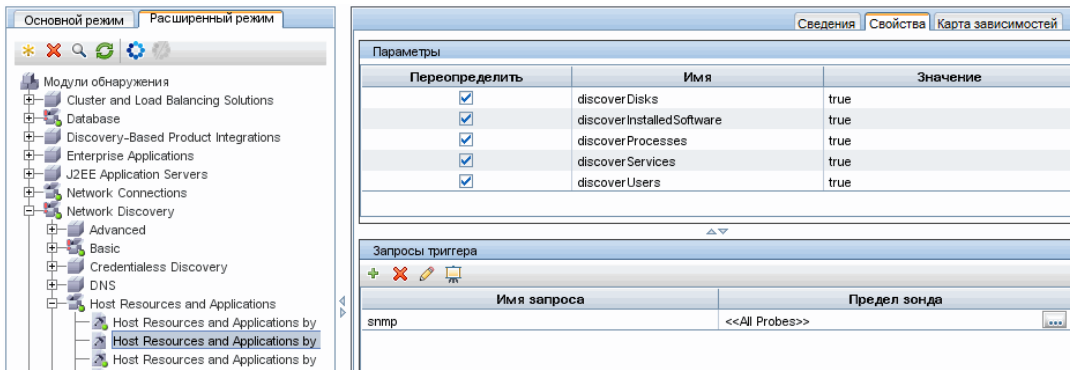 Основной режим Расширенный режим
Модули обнаружения
Cluster and Load Balancing Solutions
Database
Discovery-Based Product Integrations
Enterprise Applications
J2EE Application Servers
Network Connections
Network Discovery
Advanced
Basic
Credentialess Discovery
DNS
Host Resources and Applications
Host Resources and Applications by
Host Resources and Applications by
Host Resources and Applications by
Сведения Свойства Карта зависимостей
Параметры
Переопределить Имя Значение
discoverDisks true
discoverInstalledSoftware true
discoverProcesses true
discoverServices true
discoverUsers true
Запросы триггера
Имя запроса Предел зонда
snmp <<All Probes>> ...